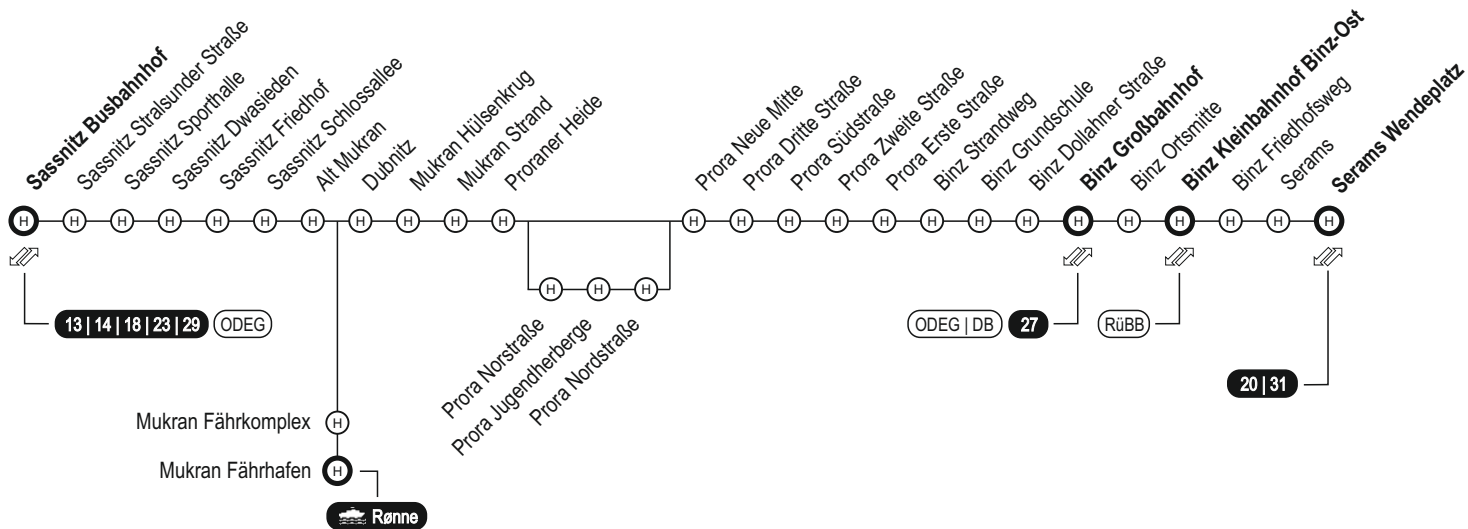 Sassnitz Busbahnhof
Sassnitz Stralsunder Straße
Sassnitz Sporthalle
Sassnitz Dwasieden
Sassnitz Friedhof
Sassnitz Schlossallee
Alt Mukran
Dubnitz
Mukran Hülsenkrug
Mukran Strand
Proraner Heide
Prora Neue Mitte
Prora Dritte Straße
Prora Südstraße
Prora Zweite Straße
Prora Erste Straße
Binz Strandweg
Binz Grundschule
Binz Dollahner Straße
Binz Großbahnhof
Binz Ortsmitte
Binz Kleinbahnhof Binz-Ost
Binz Friedhofsweg
Serams
Serams Wendeplatz
H H H H H H H H H H H H H H H H H H H H H H H H H
H H H
13 | 14 | 18 | 23 | 29 ODEG
ODEG | DB 27
RüBB
Prora Norstraße
Prora Jugendherberge
Prora Nordstraße
20 | 31
Mukran Fährkomplex H
Mukran Fährhafen H
Rønne